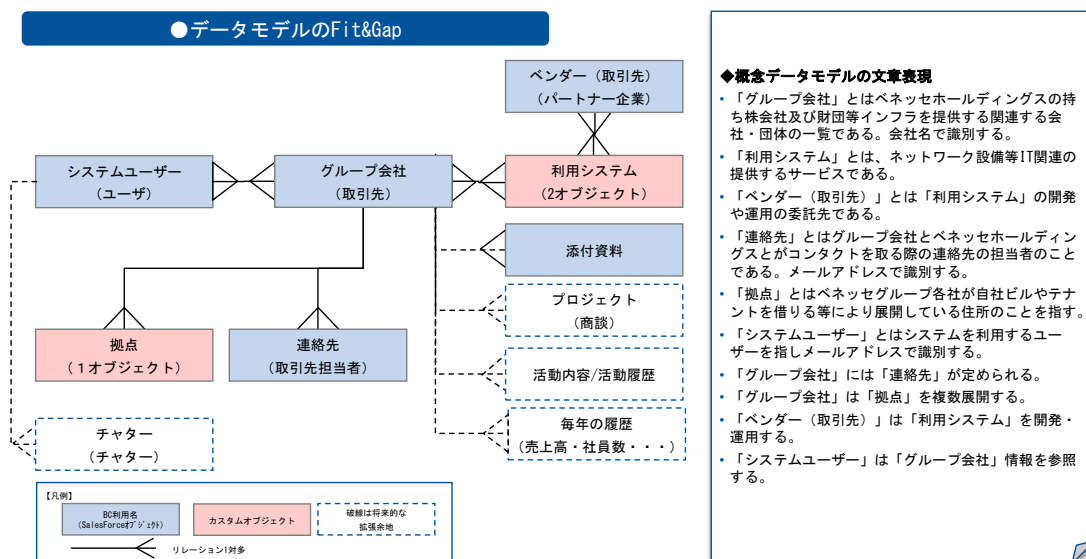 ●データモデルのFit&Gap
ベンダー（取引先）
（パートナー企業）
システムユーザー
（ユーザ）
グループ会社
（取引先）
利用システム
（2オブジェクト）
添付資料
プロジェクト
（商談）
拠点
（１オブジェクト）
連絡先
（取引先担当者）
活動内容/活動履歴
毎年の履歴
（売上高・社員数・・・）
チャター
（チャター）
【凡例】
BC利用名
(SalesForceｵﾌﾞｼﾞｪｸﾄ)
カスタムオブジェクト
破線は将来的な
拡張余地
リレーション1対多
◆概念データモデルの文章表現
• 「グループ会社」とはベネッセホールディングスの持
ち株会社及び財団等インフラを提供する関連する会
社・団体の一覧である。会社名で識別する。
• 「利用システム」とは、ネットワーク設備等IT関連の
提供するサービスである。
• 「ベンダー（取引先）」とは「利用システム」の開発
や運用の委託先である。
• 「連絡先」とはグループ会社とベネッセホールディン
グスとがコンタクトを取る際の連絡先の担当者のこと
である。メールアドレスで識別する。
• 「拠点」とはベネッセグループ各社が自社ビルやテナ
ントを借りる等により展開している住所のことを指す。
• 「システムユーザー」とはシステムを利用するユー
ザーを指しメールアドレスで識別する。
• 「グループ会社」には「連絡先」が定められる。
• 「グループ会社」は「拠点」を複数展開する。
• 「ベンダー（取引先）」は「利用システム」を開発・
運用する。
• 「システムユーザー」は「グループ会社」情報を参照
する。